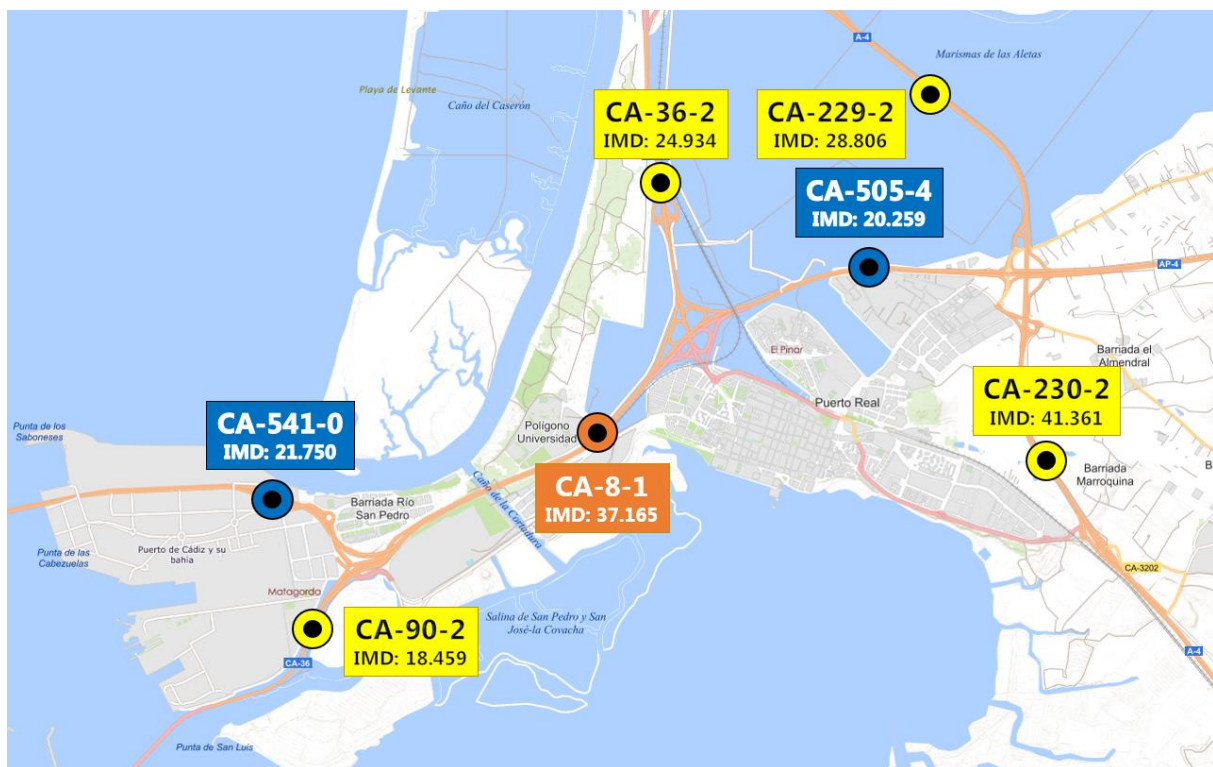 A-4
Marismas de las Aletas
Playa de Levante
Caño del Caserón
CA-36-2
IMD: 24.934
CA-229-2
IMD: 28.806
CA-505-4
IMD: 20.259
AP-4
El Pinar
Barriada el
Almendral
CA-230-2
IMD: 41.361
Puerto Real
CA-541-0
IMD: 21.750
Punta de los
Saboneses
Polígono
Universidad
Barriada
Marroquina
B
Caño de la Cortadura
CA-8-1
IMD: 37.165
Barriada Río
San Pedro
Puerto de Cádiz y su
bahía
Punta de las
Cabezuelas
CA-3202
Matagorda
Salina de San Pedro y San
José-la Covacha
CA-90-2
IMD: 18.459
CA-36
A-4
Punta de San Luis